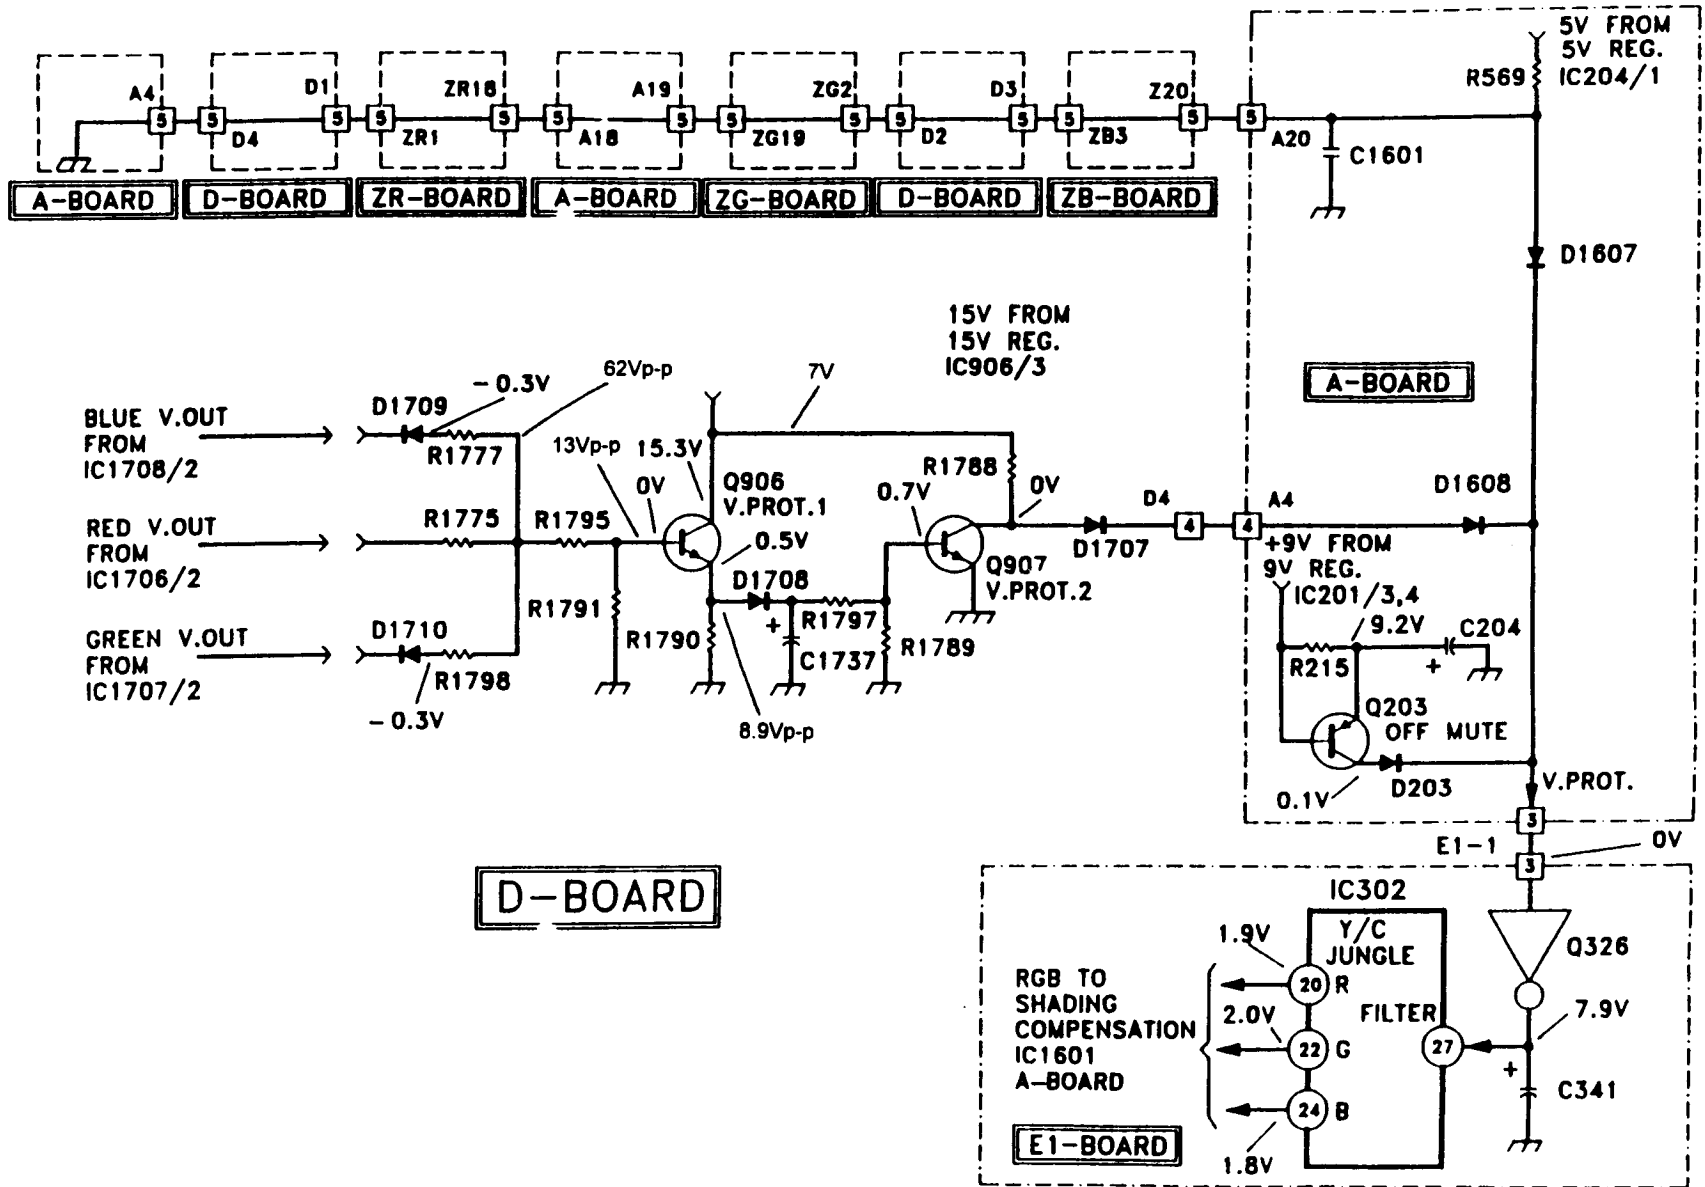 5V FROM
5V REG.
IC204/1
R569
A4
D1
ZR18
A19
ZG2
D3
Z20
5
5
5
5
5
5
5
5
5
5
5
5
5
5
D4
ZR1
A18
ZG19
D2
ZB3
A20
C1601
A-BOARD
D-BOARD
ZR-BOARD
A-BOARD
ZG-BOARD
D-BOARD
ZB-BOARD
D1607
15V FROM
15V REG.
IC906/3
A-BOARD
62Vp-p
7V
- 0.3V
D1709
BLUE V.OUT
FROM
IC1708/2
R1777
13Vp-p
15.3V
0V
Q906
V.PROT.1
R1788
0.7V
0V
D4
A4
D1608
RED V.OUT
FROM
IC1706/2
R1775
R1795
0.5V
4
4
D1707
Q907
V.PROT.2
+9V FROM
9V REG.
IC201/3,4
D1708
R1791
R1790
+
R1797
C1737
R1789
9.2V
C204
R215
+
GREEN V.OUT
FROM
IC1707/2
D1710
R1798
- 0.3V
8.9Vp-p
Q203
OFF MUTE
D203
0.1V
V.PROT.
3
E1-1
3
0V
D-BOARD
IC302
Y/C
JUNGLE
1.9V
Q326
RGB TO
SHADING
COMPENSATION
IC1601
A-BOARD
20 R
2.0V
22 G
FILTER
27
7.9V
+
C341
24 B
1.8V
E1-BOARD